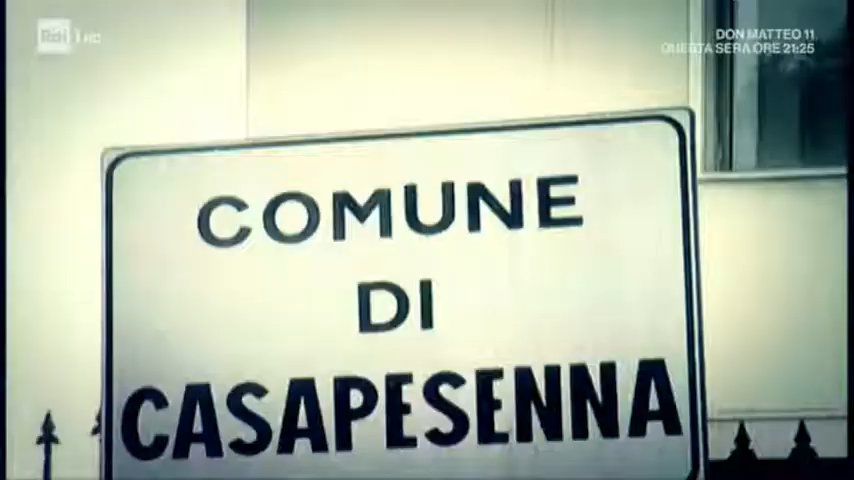 Rai 1 HD
DON MATTEO 11
QUESTA SERA ORE 21:25
COMUNE
DI
CASAPESENNA